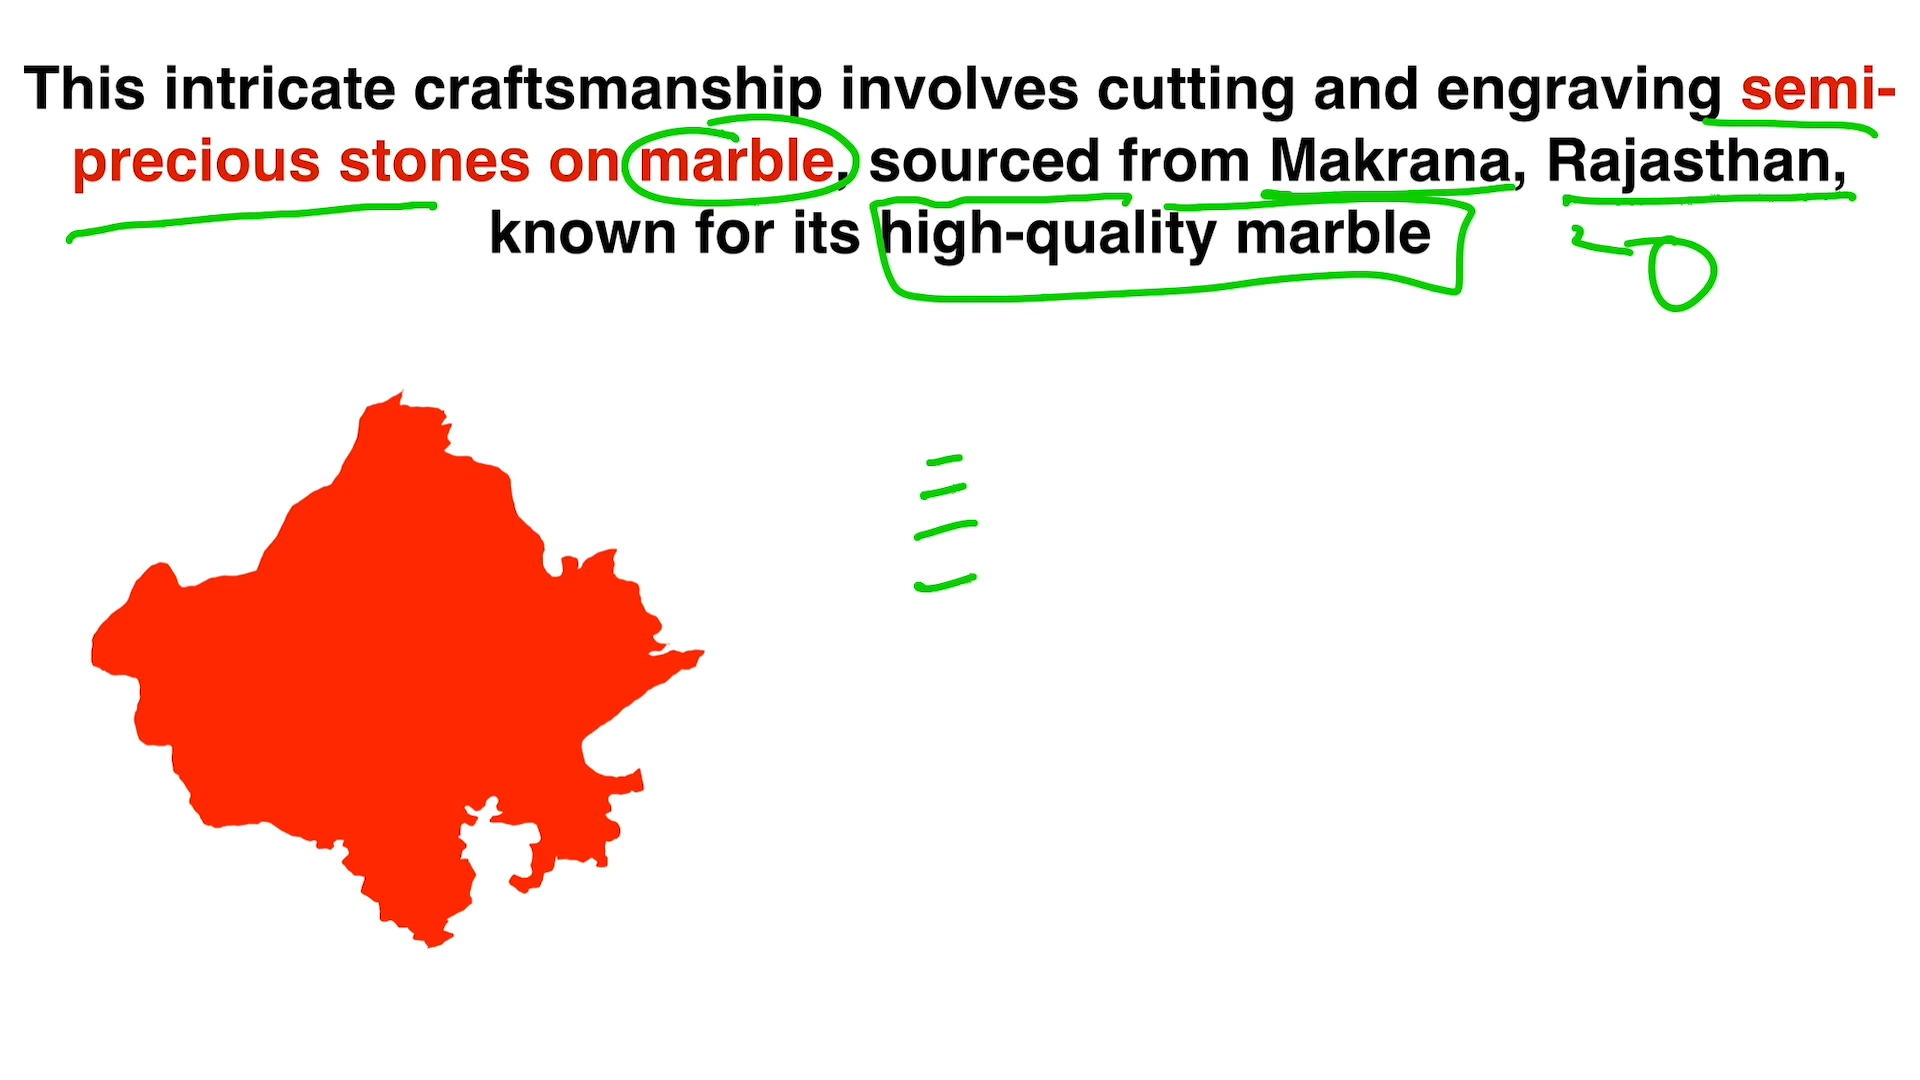 This intricate craftsmanship involves cutting and engraving semi-
precious stones on marble, sourced from Makrana, Rajasthan,
known for its high-quality marble